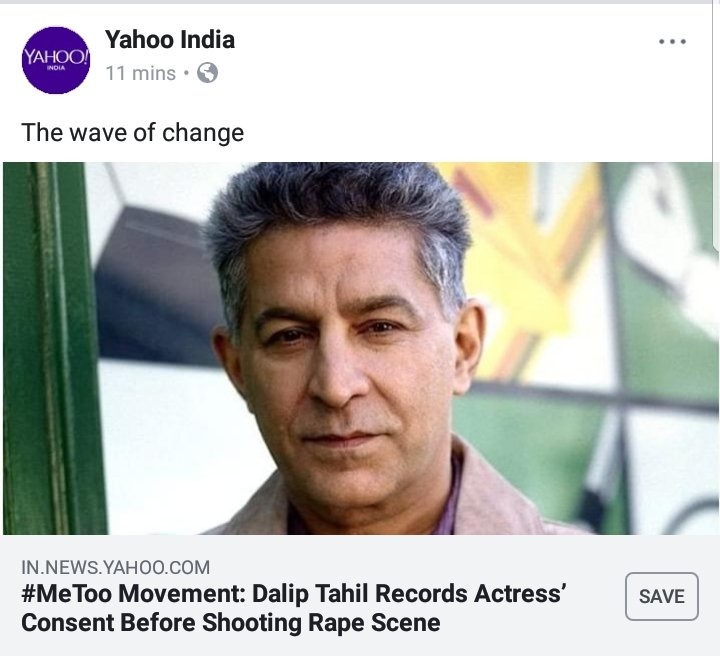 YAHOO!
INDIA
Yahoo India
11 mins •
The wave of change
IN.NEWS.YAHOO.COM
#MeToo Movement: Dalip Tahil Records Actress’
Consent Before Shooting Rape Scene
SAVE